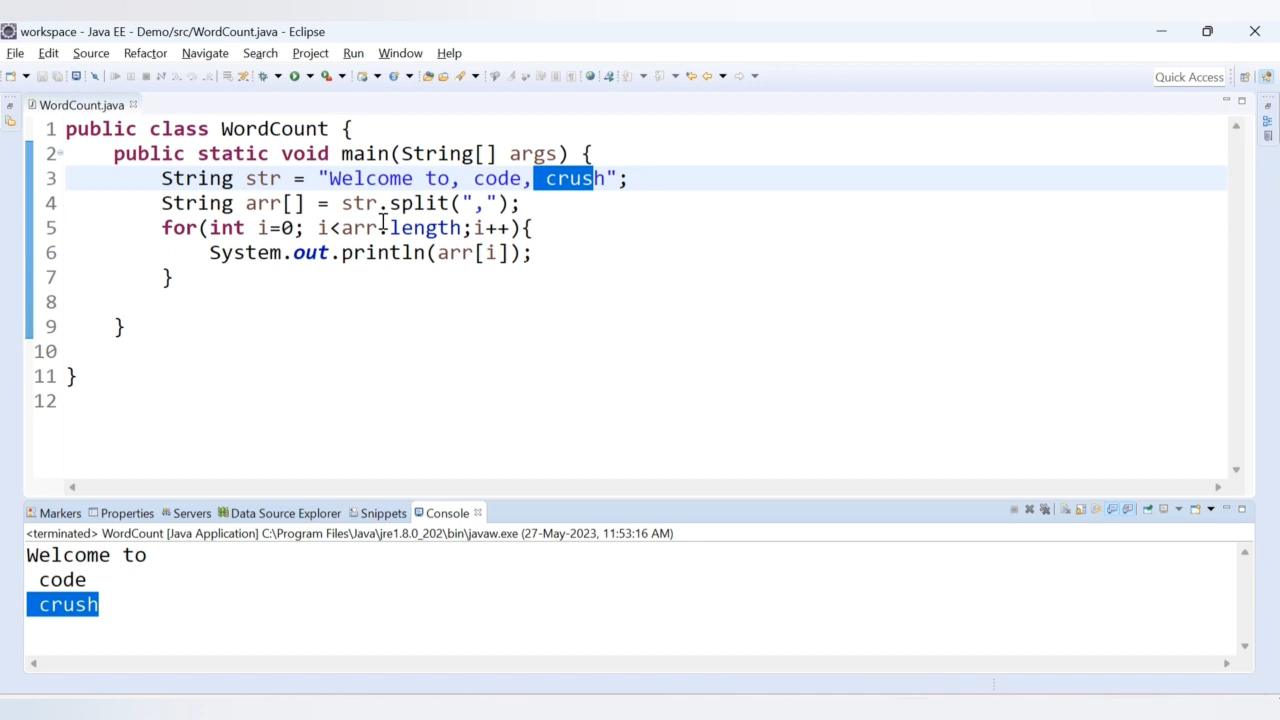 workspace - Java EE - Demo/src/WordCount.java - Eclipse
File Edit Source Refactor Navigate Search Project Run Window Help
Quick Access
WordCount.java
1 public class WordCount {
2 public static void main(String[] args) {
3 String str = "Welcome to, code, crush";
4 String arr[] = str.split(",");
5 for(int i=0; i<arr.length;i++){
6 System.out.println(arr[i]);
7 }
8
9 }
10
11 }
12
Markers Properties Servers Data Source Explorer Snippets Console
<terminated> WordCount [Java Application] C:\Program Files\Java\jre1.8.0_202\bin\javaw.exe (27-May-2023, 11:53:16 AM)
Welcome to
code
crush